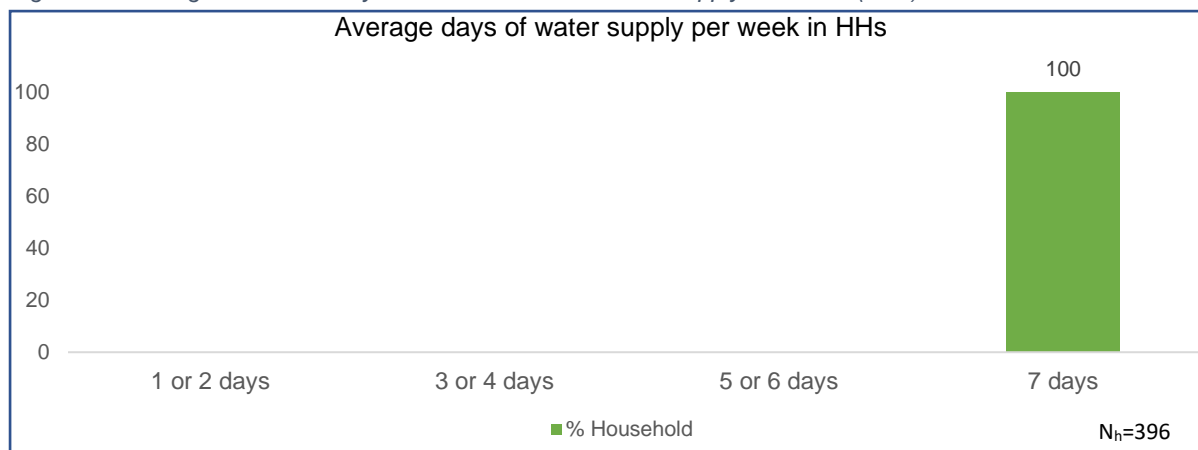 Average days of water supply per week in HHs
100
100
80
60
40
20
0
1 or 2 days 3 or 4 days 5 or 6 days 7 days
% Household
Nₕ=396